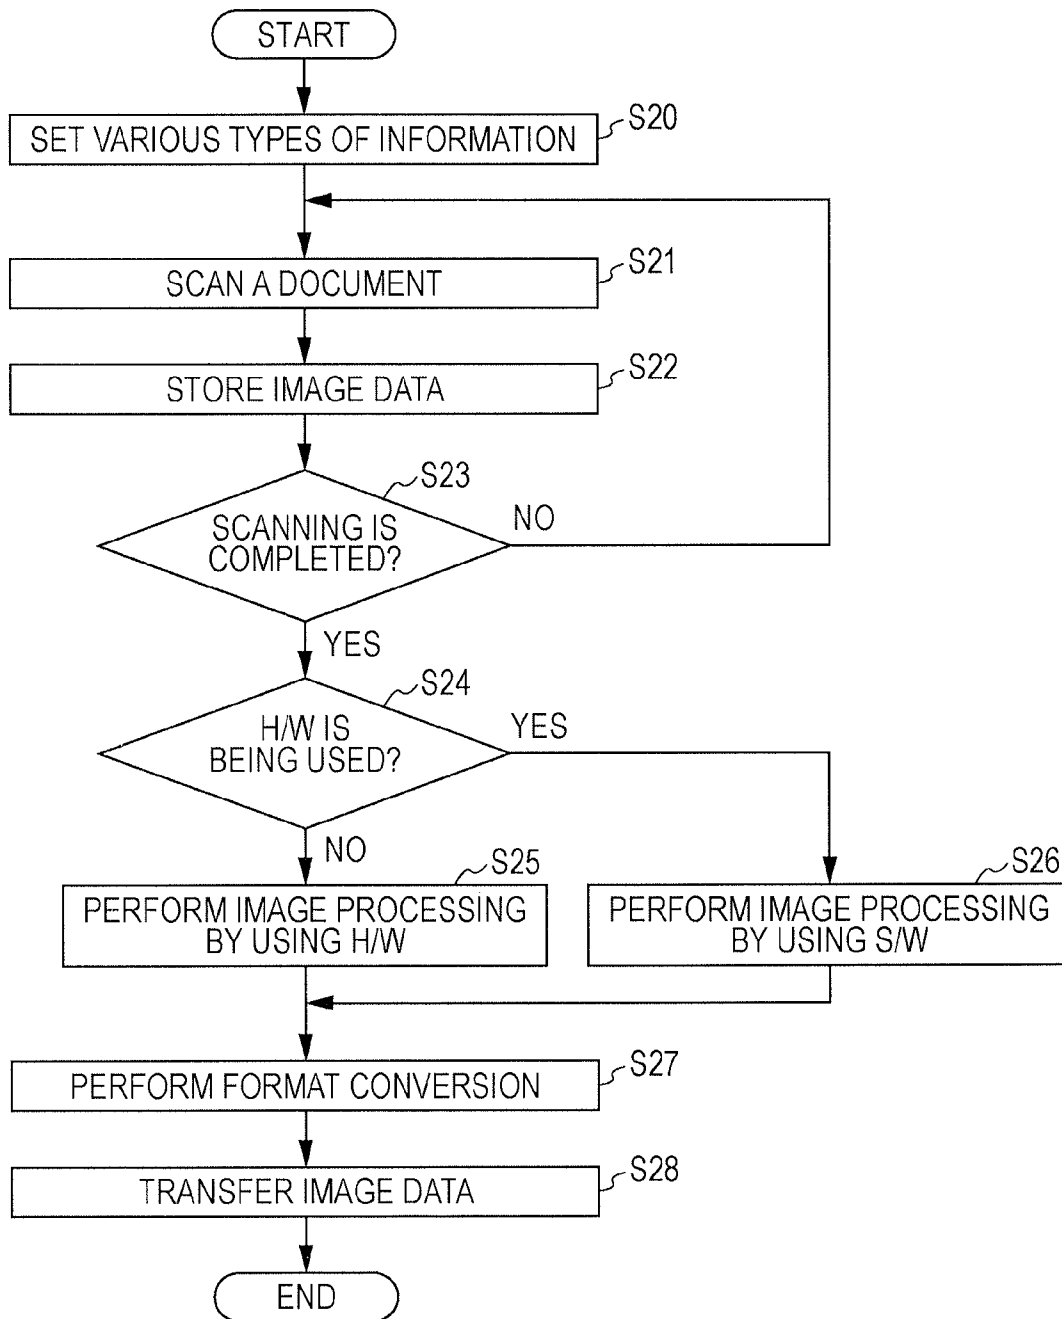 START
S20
SET VARIOUS TYPES OF INFORMATION
S21
SCAN A DOCUMENT
S22
STORE IMAGE DATA
S23
SCANNING IS
COMPLETED?
NO
YES
S24
H/W IS
BEING USED?
YES
NO
S25
PERFORM IMAGE PROCESSING
BY USING H/W
S26
PERFORM IMAGE PROCESSING
BY USING S/W
S27
PERFORM FORMAT CONVERSION
S28
TRANSFER IMAGE DATA
END